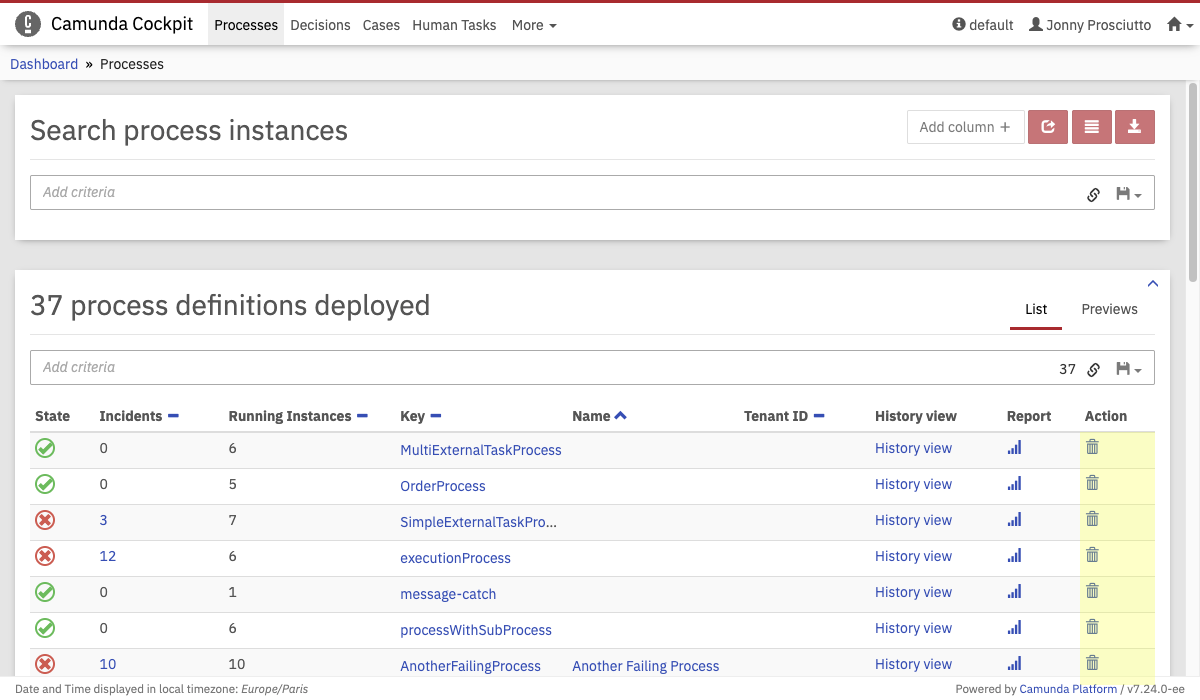 Camunda Cockpit Processes Decisions Cases Human Tasks More default Jonny Prosciutto
Dashboard » Processes
Search process instances Add column +
Add criteria
37 process definitions deployed List Previews
Add criteria 37
State Incidents Running Instances Key Name Tenant ID History view Report Action
0 6 MultiExternalTaskProcess History view
0 5 OrderProcess History view
3 7 SimpleExternalTaskPro... History view
12 6 executionProcess History view
0 1 message-catch History view
0 6 processWithSubProcess History view
10 10 AnotherFailingProcess Another Failing Process History view
Date and Time displayed in local timezone: Europe/Paris Powered by Camunda Platform / v7.24.0-ee